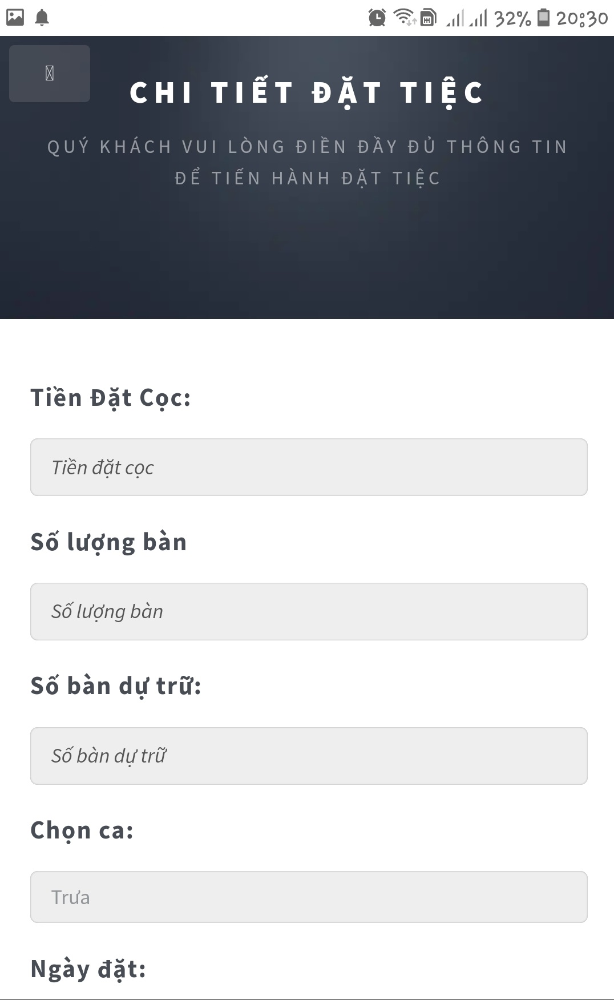 32% 20:30
CHI TIẾT ĐẶT TIỆC
QUÝ KHÁCH VUI LÒNG ĐIỀN ĐẦY ĐỦ THÔNG TIN
ĐỂ TIẾN HÀNH ĐẶT TIỆC
Tiền Đặt Cọc:
Tiền đặt cọc
Số lượng bàn
Số lượng bàn
Số bàn dự trữ:
Số bàn dự trữ
Chọn ca:
Trưa
Ngày đặt: